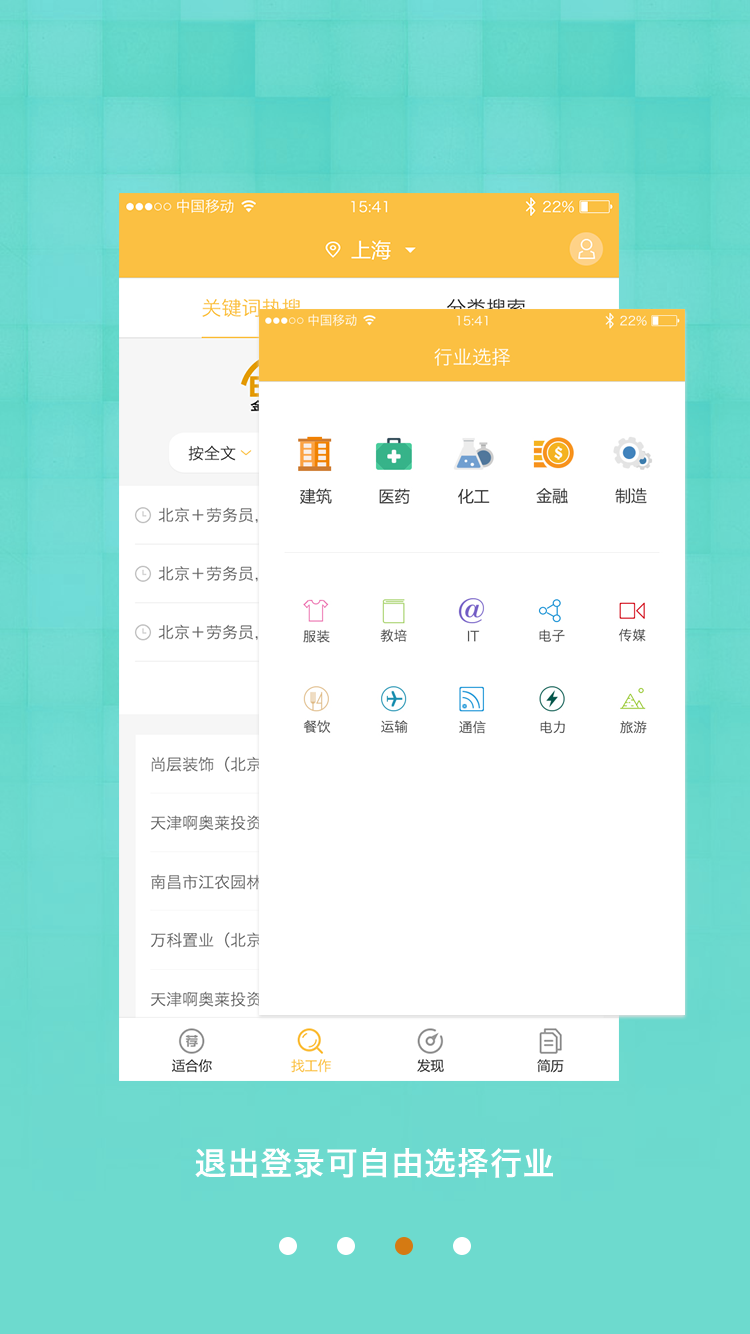 中国移动 15:41 22%
上海
关键词热搜 分类搜索
中国移动 15:41 22%
行业选择
按全文
建筑 医药 化工 金融 制造
北京＋劳务员,
北京＋劳务员,
北京＋劳务员,
$
@
服装 教培 IT 电子 传媒
餐饮 运输 通信 电力 旅游
尚层装饰（北京
天津啊奥莱投资
南昌市江农园林
万科置业（北京
天津啊奥莱投资
荐
适合你 找工作 发现 简历
退出登录可自由选择行业